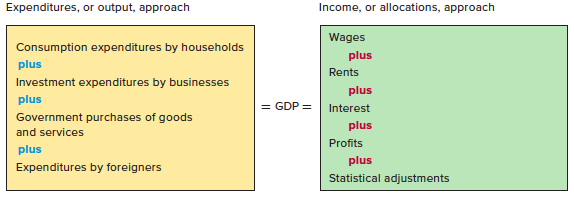 Expenditures, or output, approach
Consumption expenditures by households
plus
Investment expenditures by businesses
plus
Government purchases of goods
and services
plus
Expenditures by foreigners
= GDP =
Income, or allocations, approach
Wages
plus
Rents
plus
Interest
plus
Profits
plus
Statistical adjustments